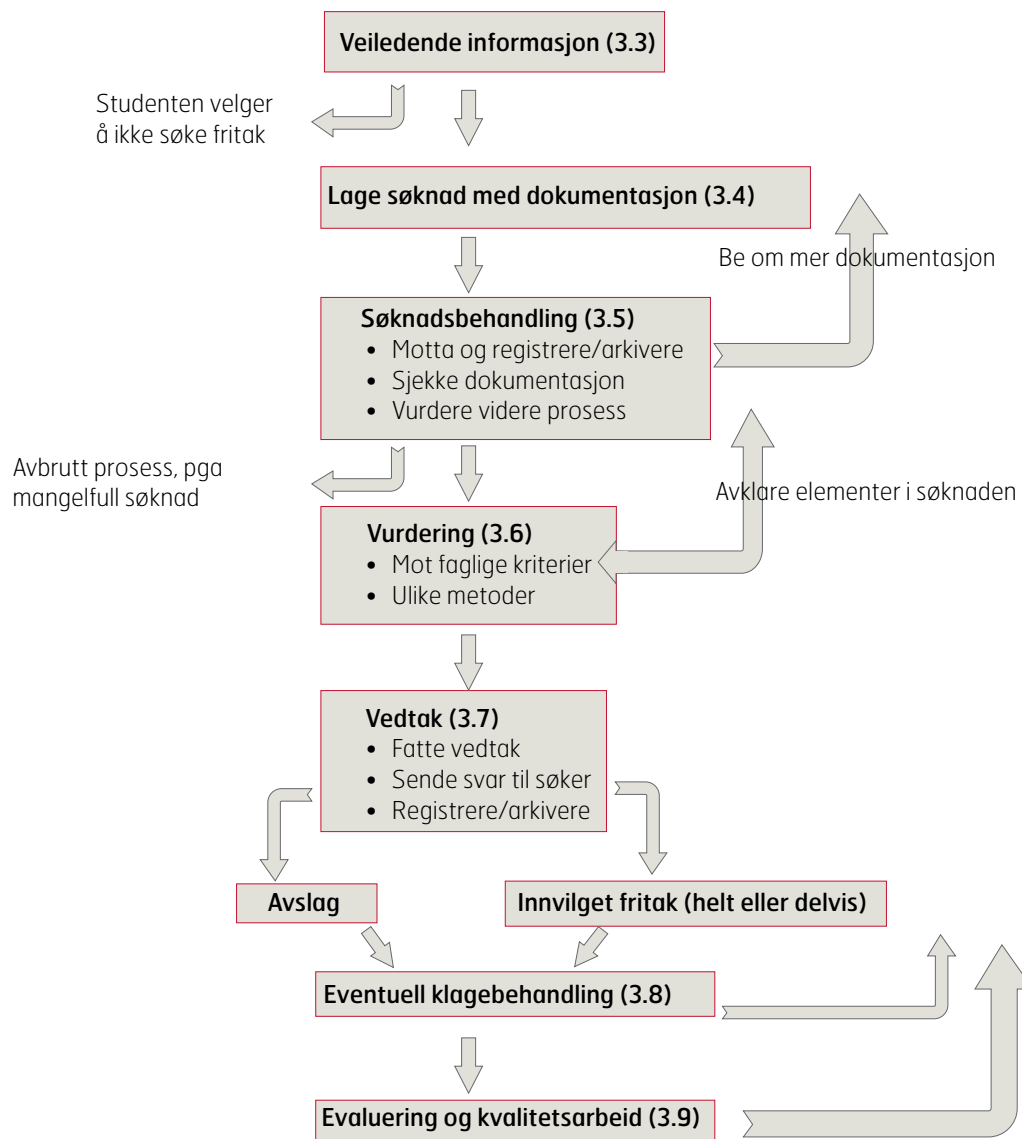 Veiledende informasjon (3.3)
Studenten velger
å ikke søke fritak
Lage søknad med dokumentasjon (3.4)
Be om mer dokumentasjon
Søknadsbehandling (3.5)
• Motta og registrere/arkivere
• Sjekke dokumentasjon
• Vurdere videre prosess
Avbrutt prosess, pga
mangelfull søknad
Avklare elementer i søknaden
Vurdering (3.6)
• Mot faglige kriterier
• Ulike metoder
Vedtak (3.7)
• Fatte vedtak
• Sende svar til søker
• Registrere/arkivere
Avslag
Innvilget fritak (helt eller delvis)
Eventuell klagebehandling (3.8)
Evaluering og kvalitetsarbeid (3.9)